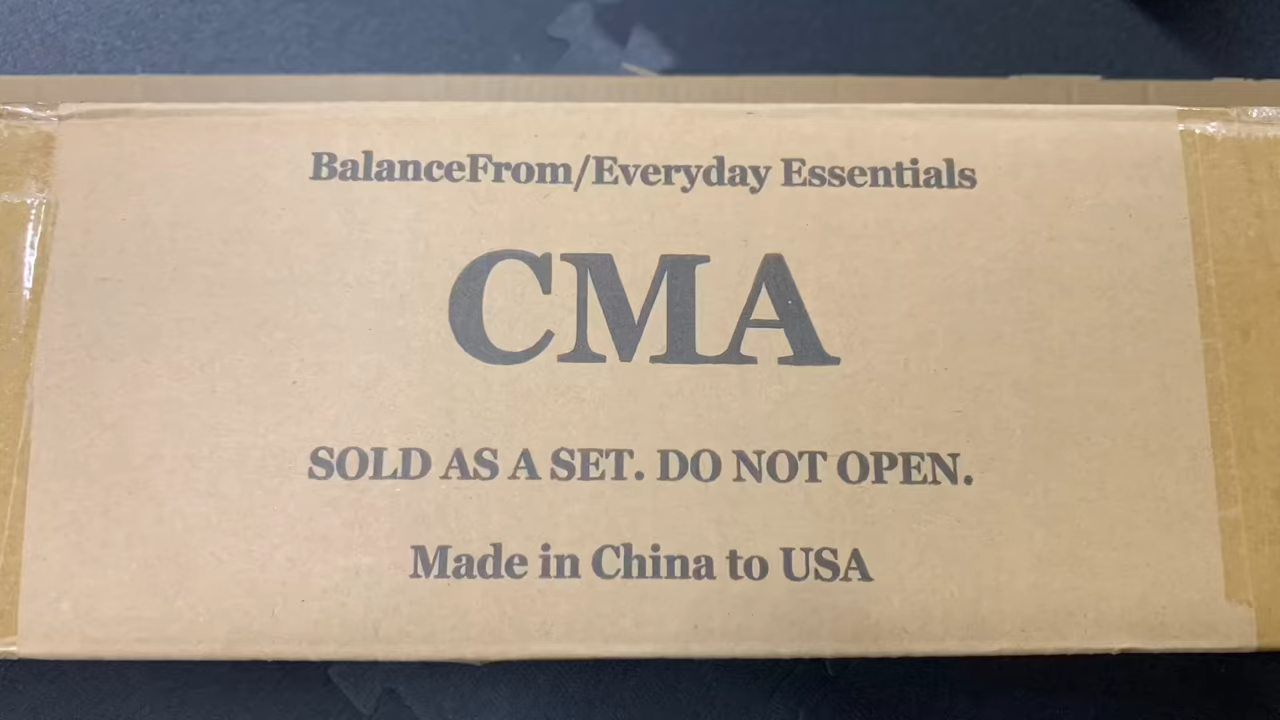 BalanceFrom/Everyday Essentials
CMA
SOLD AS A SET. DO NOT OPEN.
Made in China to USA